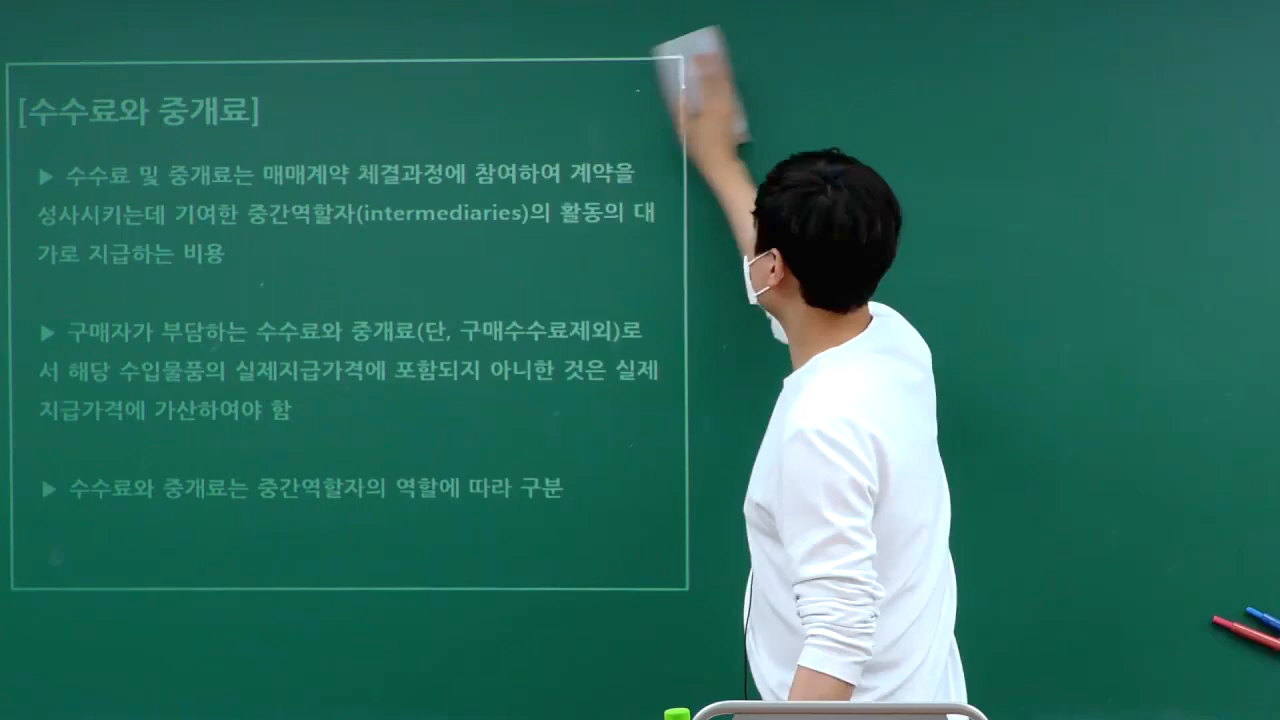 [수수료와 중개료]
▶ 수수료 및 중개료는 매매계약 체결과정에 참여하여 계약을
성사시키는데 기여한 중간역할자(intermediaries)의 활동의 대
가로 지급하는 비용
▶ 구매자가 부담하는 수수료와 중개료(단, 구매수수료제외)로
서 해당 수입물품의 실제지급가격에 포함되지 아니한 것은 실제
지급가격에 가산하여야 함
▶ 수수료와 중개료는 중간역할자의 역할에 따라 구분